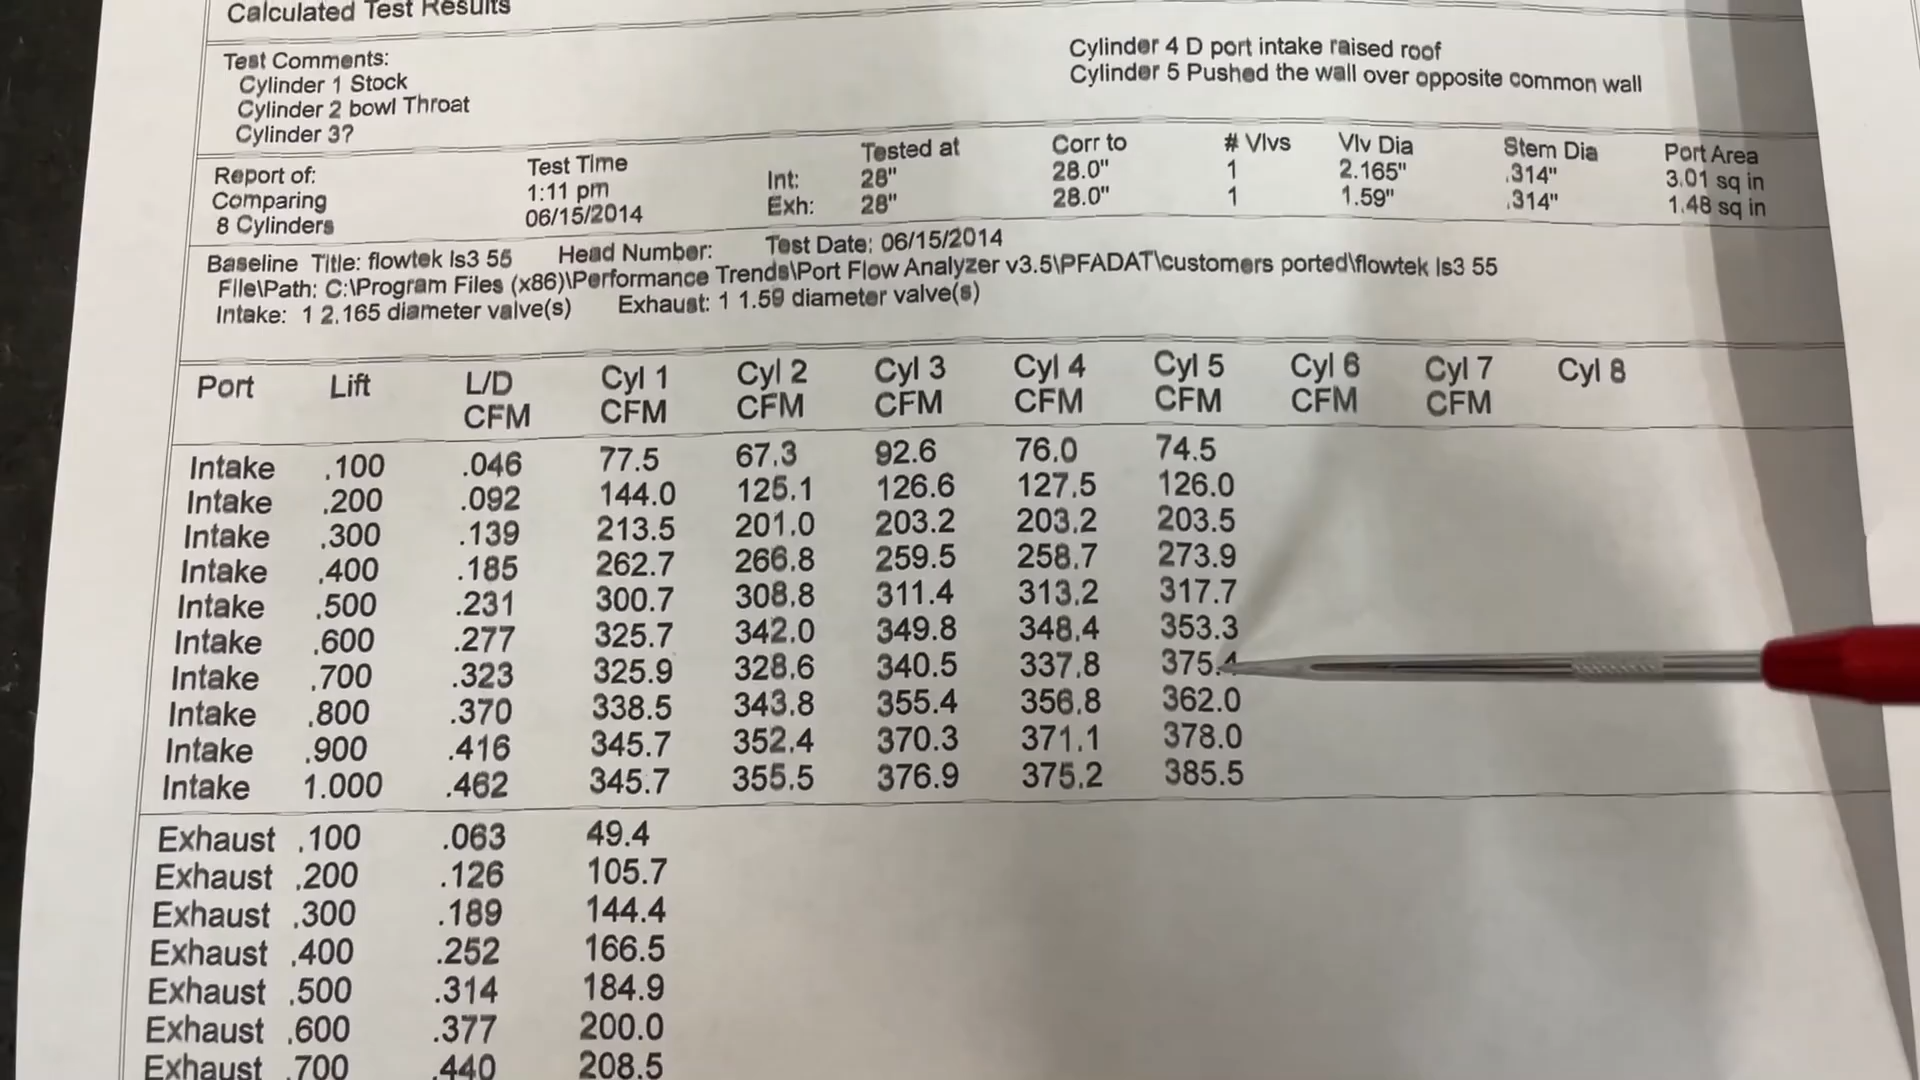 Calculated Test Results
Test Comments:
Cylinder 1 Stock
Cylinder 2 bowl Throat
Cylinder 3?
Cylinder 4 D port intake raised roof
Cylinder 5 Pushed the wall over opposite common wall
Report of: Test Time Tested at Corr to # Vlvs Vlv Dia Stem Dia Port Area
Comparing 1:11 pm Int: 28" 28.0" 1 2.165" .314" 3.01 sq in
8 Cylinders 06/15/2014 Exh: 28" 28.0" 1 1.59" .314" 1.48 sq in
Baseline Title: flowtek ls3 55 Head Number: Test Date: 06/15/2014
File\Path: C:\Program Files (x86)\Performance Trends\Port Flow Analyzer v3.5\PFADAT\customers ported\flowtek ls3 55
Intake: 1 2.165 diameter valve(s) Exhaust: 1 1.59 diameter valve(s)
Port Lift L/D Cyl 1 Cyl 2 Cyl 3 Cyl 4 Cyl 5 Cyl 6 Cyl 7 Cyl 8
CFM CFM CFM CFM CFM CFM CFM CFM
Intake .100 .046 77.5 67.3 92.6 76.0 74.5
Intake .200 .092 144.0 125.1 126.6 127.5 126.0
Intake .300 .139 213.5 201.0 203.2 203.2 203.5
Intake .400 .185 262.7 266.8 259.5 258.7 273.9
Intake .500 .231 300.7 308.8 311.4 313.2 317.7
Intake .600 .277 325.7 342.0 349.8 348.4 353.3
Intake .700 .323 325.9 328.6 340.5 337.8 375.4
Intake .800 .370 338.5 343.8 355.4 356.8 362.0
Intake .900 .416 345.7 352.4 370.3 371.1 378.0
Intake 1.000 .462 345.7 355.5 376.9 375.2 385.5
Exhaust .100 .063 49.4
Exhaust .200 .126 105.7
Exhaust .300 .189 144.4
Exhaust .400 .252 166.5
Exhaust .500 .314 184.9
Exhaust .600 .377 200.0
Exhaust .700 .440 208.5